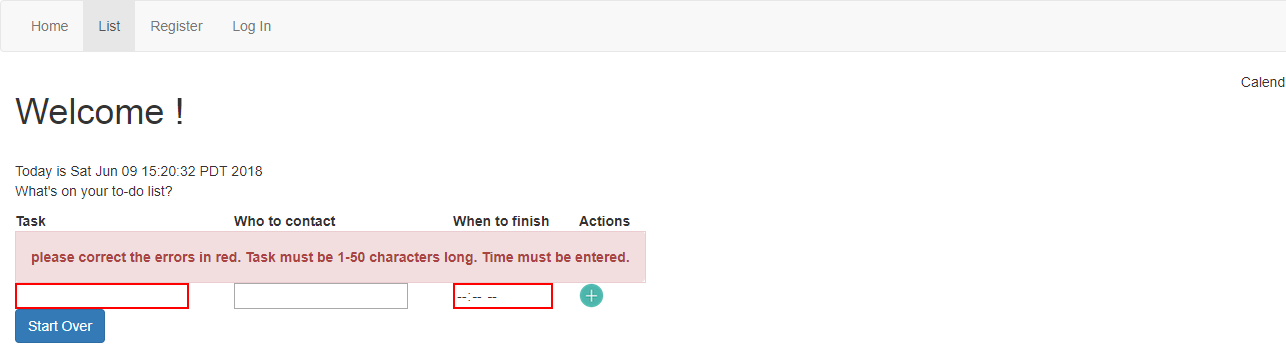 Home List Register Log In
Calend
Welcome !
Today is Sat Jun 09 15:20:32 PDT 2018
What's on your to-do list?
Task Who to contact When to finish Actions
please correct the errors in red. Task must be 1-50 characters long. Time must be entered.
--:-- --
Start Over